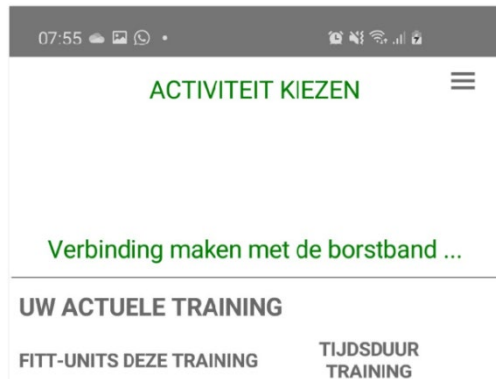 07:55
ACTIVITEIT KIEZEN
Verbinding maken met de borstband ...
UW ACTUELE TRAINING
FITT-UNITS DEZE TRAINING
TIJDSDUUR
TRAINING